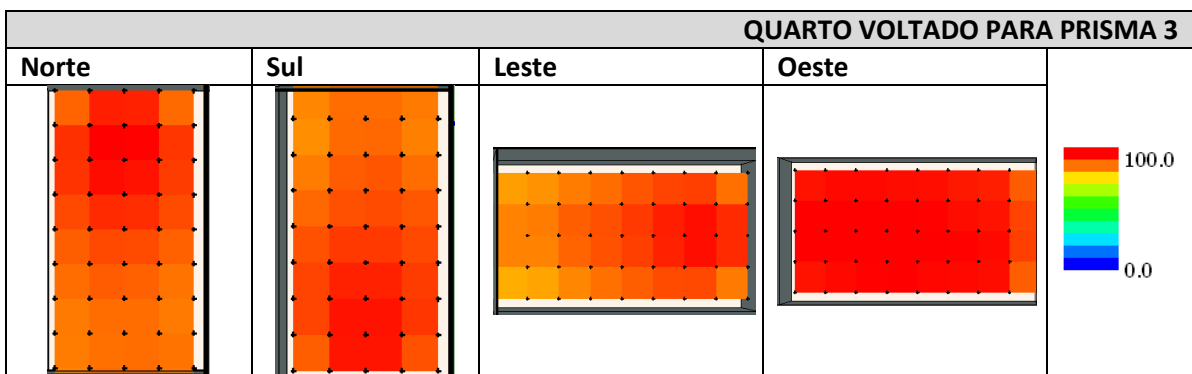 QUARTO VOLTADO PARA PRISMA 3
Norte
Sul
Leste
Oeste
100.0
0.0